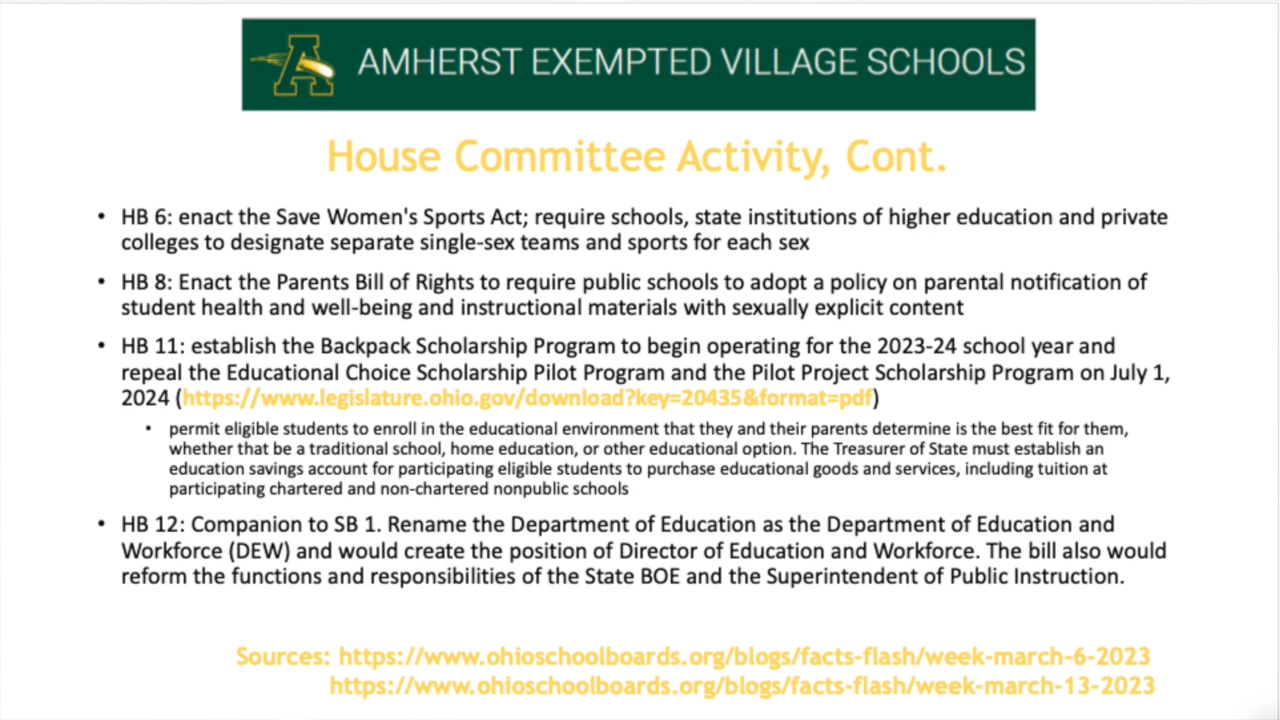 A AMHERST EXEMPTED VILLAGE SCHOOLS
House Committee Activity, Cont.
• HB 6: enact the Save Women's Sports Act; require schools, state institutions of higher education and private
colleges to designate separate single-sex teams and sports for each sex
• HB 8: Enact the Parents Bill of Rights to require public schools to adopt a policy on parental notification of
student health and well-being and instructional materials with sexually explicit content
• HB 11: establish the Backpack Scholarship Program to begin operating for the 2023-24 school year and
repeal the Educational Choice Scholarship Pilot Program and the Pilot Project Scholarship Program on July 1,
2024 (https://www.legislature.ohio.gov/download?key=20435&format=pdf)
• permit eligible students to enroll in the educational environment that they and their parents determine is the best fit for them,
whether that be a traditional school, home education, or other educational option. The Treasurer of State must establish an
education savings account for participating eligible students to purchase educational goods and services, including tuition at
participating chartered and non-chartered nonpublic schools
• HB 12: Companion to SB 1. Rename the Department of Education as the Department of Education and
Workforce (DEW) and would create the position of Director of Education and Workforce. The bill also would
reform the functions and responsibilities of the State BOE and the Superintendent of Public Instruction.
Sources: https://www.ohioschoolboards.org/blogs/facts-flash/week-march-6-2023
https://www.ohioschoolboards.org/blogs/facts-flash/week-march-13-2023